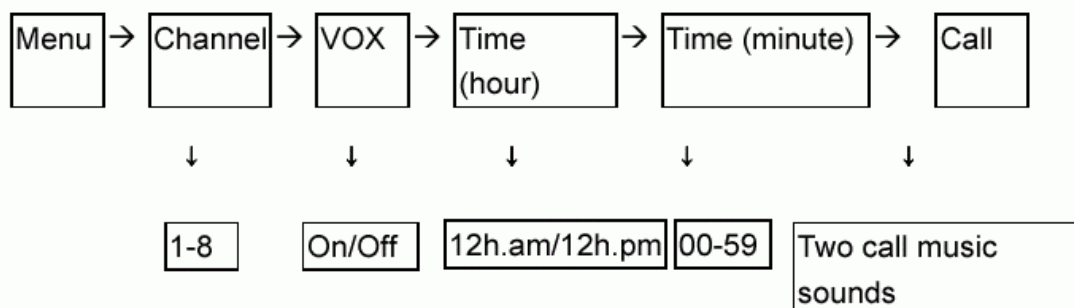 Menu → Channel → VOX → Time → Time (minute) → Call
(hour)
↓ ↓ ↓ ↓ ↓
1-8 On/Off 12h.am/12h.pm 00-59 Two call music
sounds